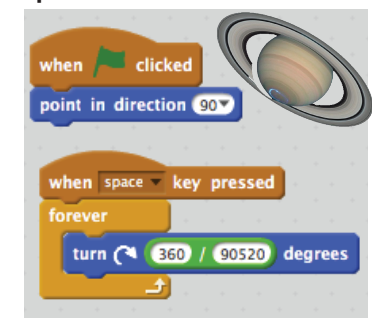 when clicked
point in direction 90
when space key pressed
forever
turn 360 / 90520 degrees